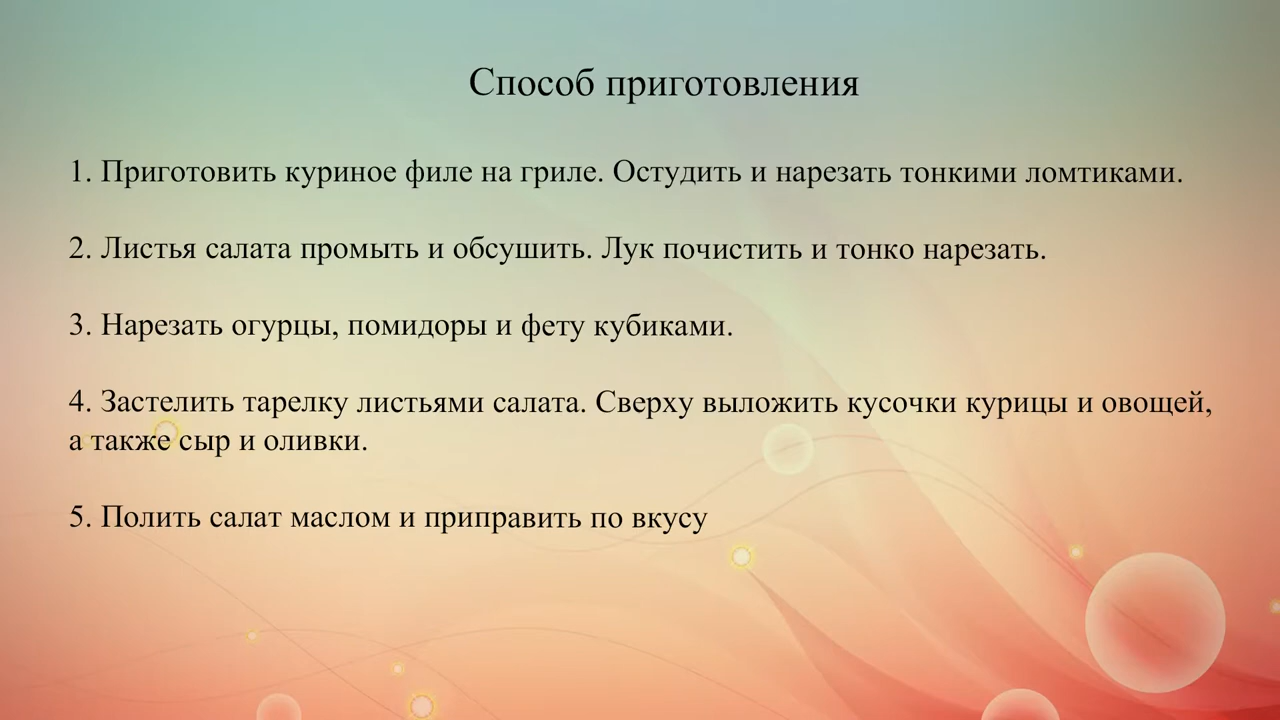 Способ приготовления
1. Приготовить куриное филе на гриле. Остудить и нарезать тонкими ломтиками.
2. Листья салата промыть и обсушить. Лук почистить и тонко нарезать.
3. Нарезать огурцы, помидоры и фету кубиками.
4. Застелить тарелку листьями салата. Сверху выложить кусочки курицы и овощей,
а также сыр и оливки.
5. Полить салат маслом и приправить по вкусу